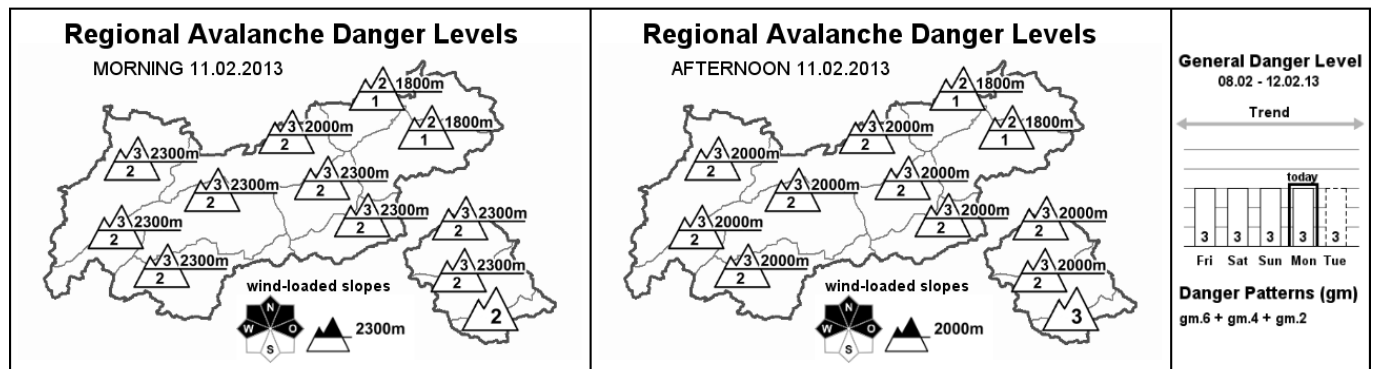 Regional Avalanche Danger Levels
MORNING 11.02.2013
2 1800m
1
3 2000m
2
2 1800m
1
3 2300m
2
3 2300m
2
3 2300m
2
3 2300m
2
3 2300m
2
3 2300m
2
3 2300m
2
3 2300m
2
2
wind-loaded slopes
N
W O
S
2300m
Regional Avalanche Danger Levels
AFTERNOON 11.02.2013
2 1800m
1
3 2000m
2
2 1800m
1
3 2000m
2
3 2000m
2
3 2000m
2
3 2000m
2
3 2000m
2
3 2000m
2
3 2000m
2
3 2000m
2
3
wind-loaded slopes
N
W O
S
2000m
General Danger Level
08.02 - 12.02.13
Trend
today
3 3 3 3 3
Fri Sat Sun Mon Tue
Danger Patterns (gm)
gm.6 + gm.4 + gm.2